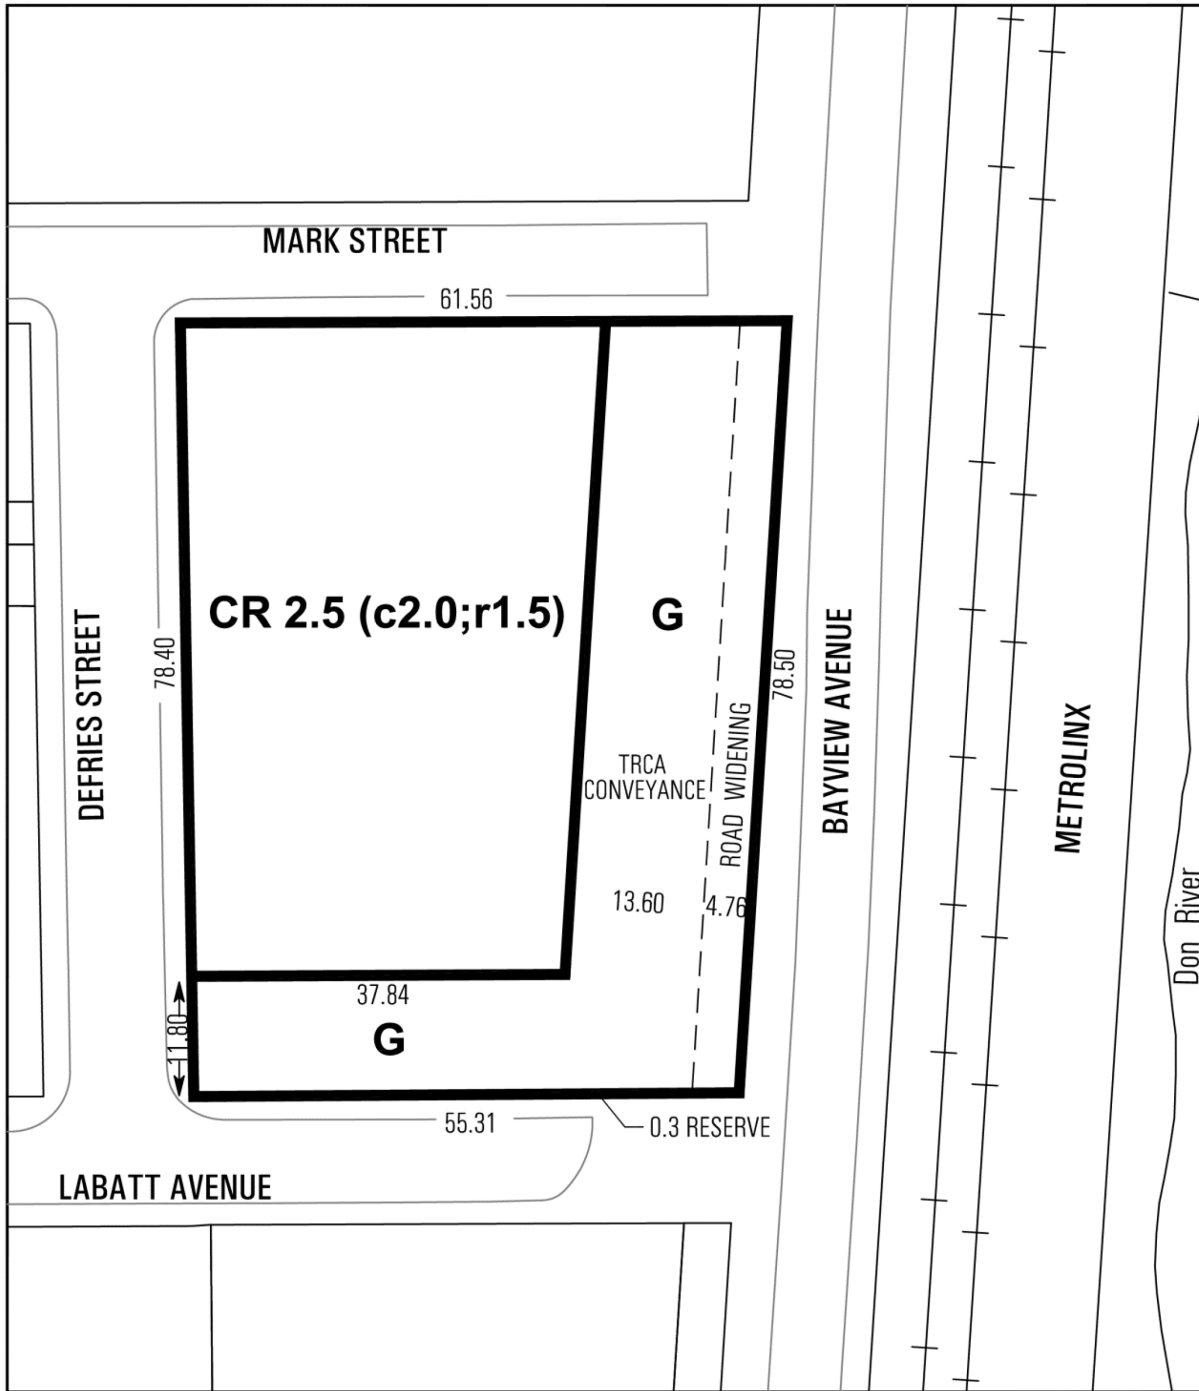 MARK STREET
61.56
CR 2.5 (c2.0;r1.5)
G
DEFRIES STREET
78.40
78.50
BAYVIEW AVENUE
METROLINX
TRCA
CONVEYANCE
ROAD WIDENING
13.60
4.76
Don River
37.84
11.80
G
55.31
0.3 RESERVE
LABATT AVENUE